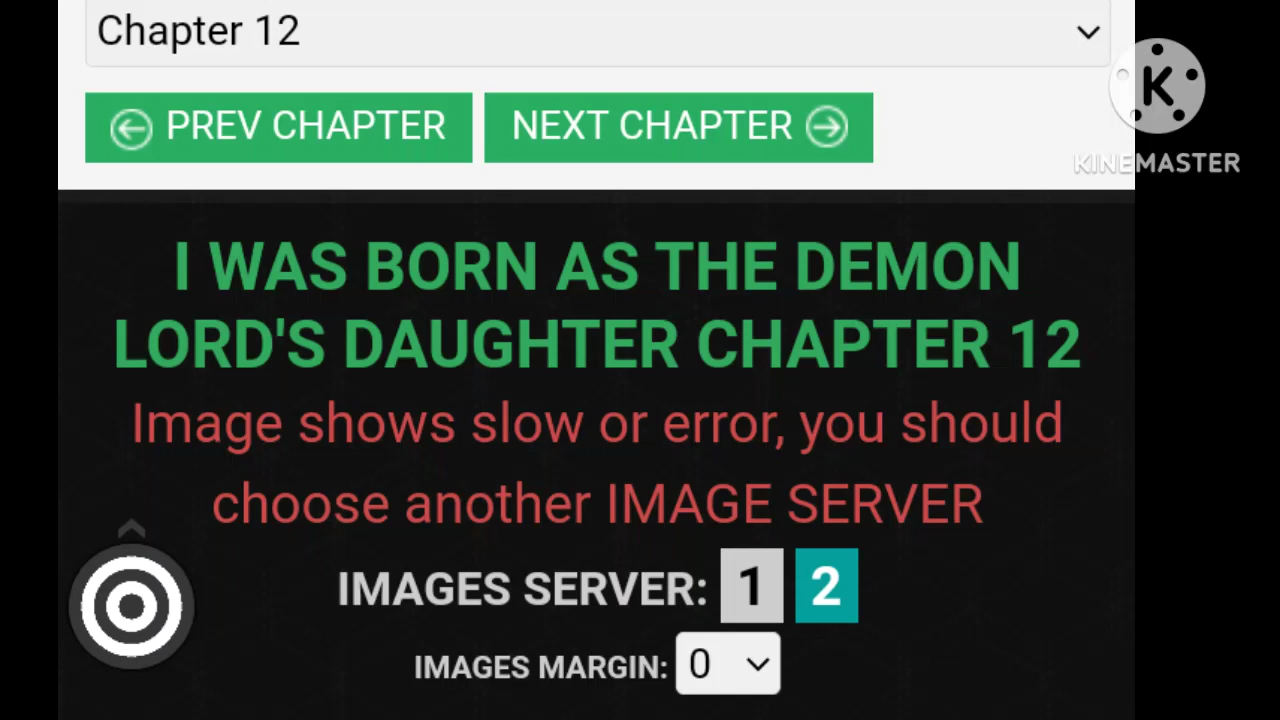 Chapter 12
PREV CHAPTER NEXT CHAPTER
K
KINEMASTER
I WAS BORN AS THE DEMON
LORD'S DAUGHTER CHAPTER 12
Image shows slow or error, you should
choose another IMAGE SERVER
IMAGES SERVER: 1 2
IMAGES MARGIN: 0